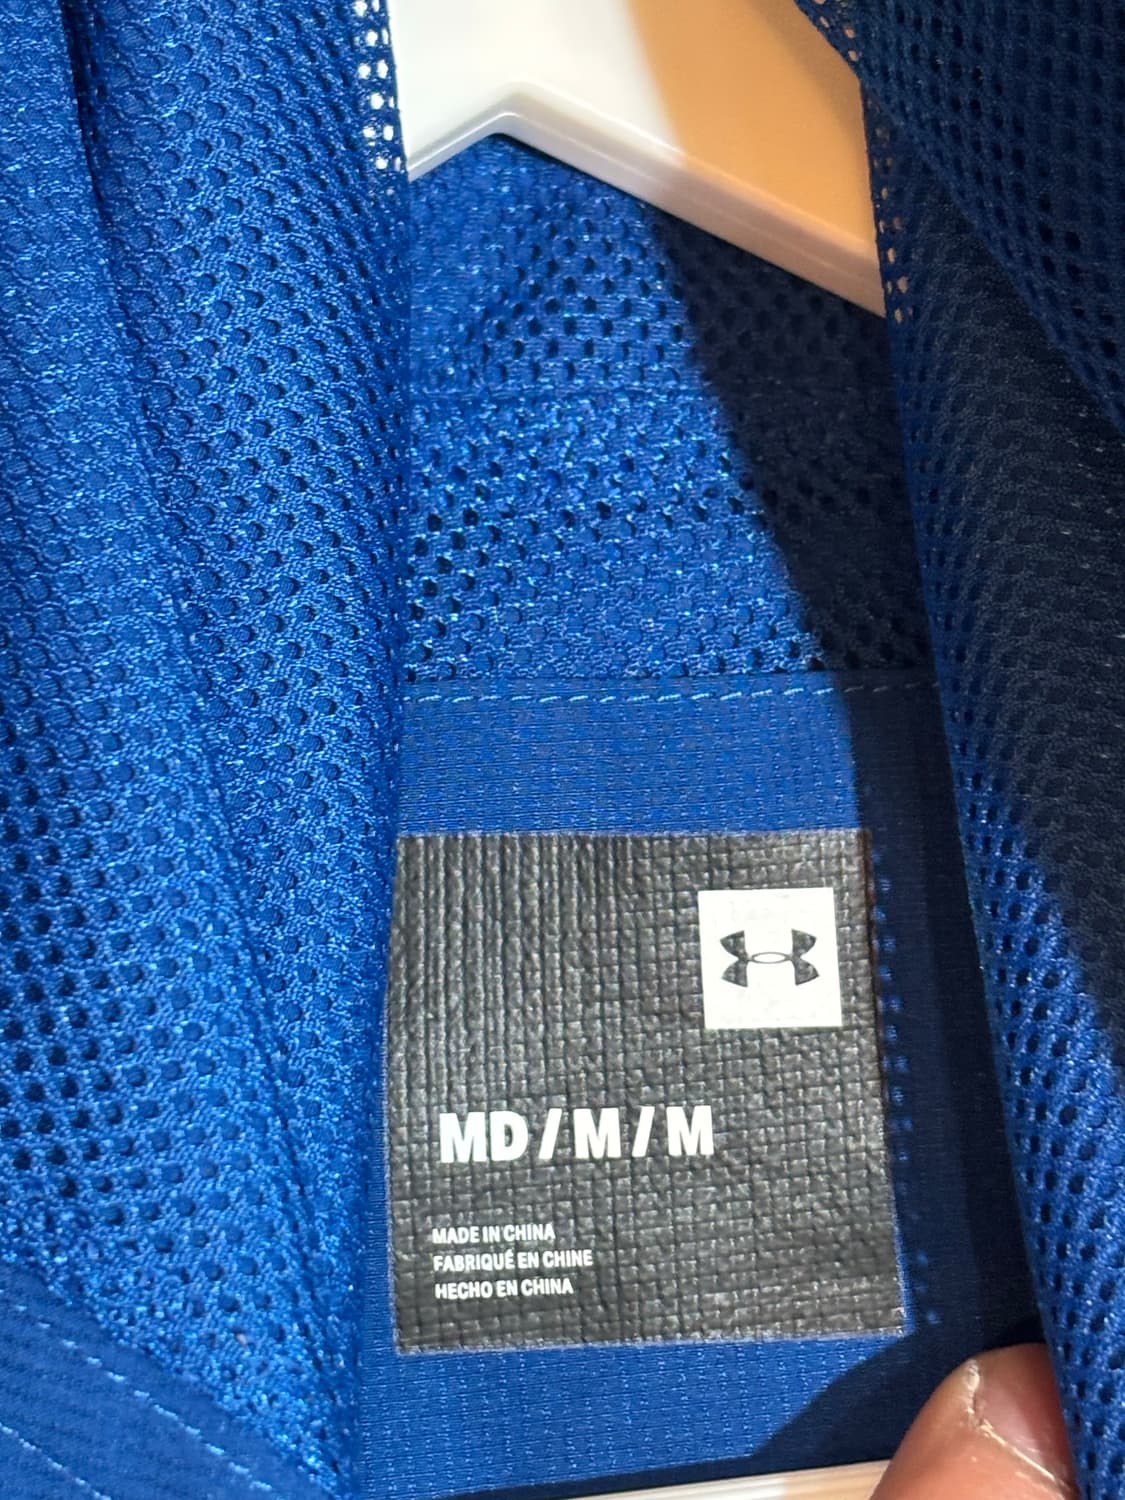 MD/M/M
MADE IN CHINA
FABRIQUÉ EN CHINE
HECHO EN CHINA